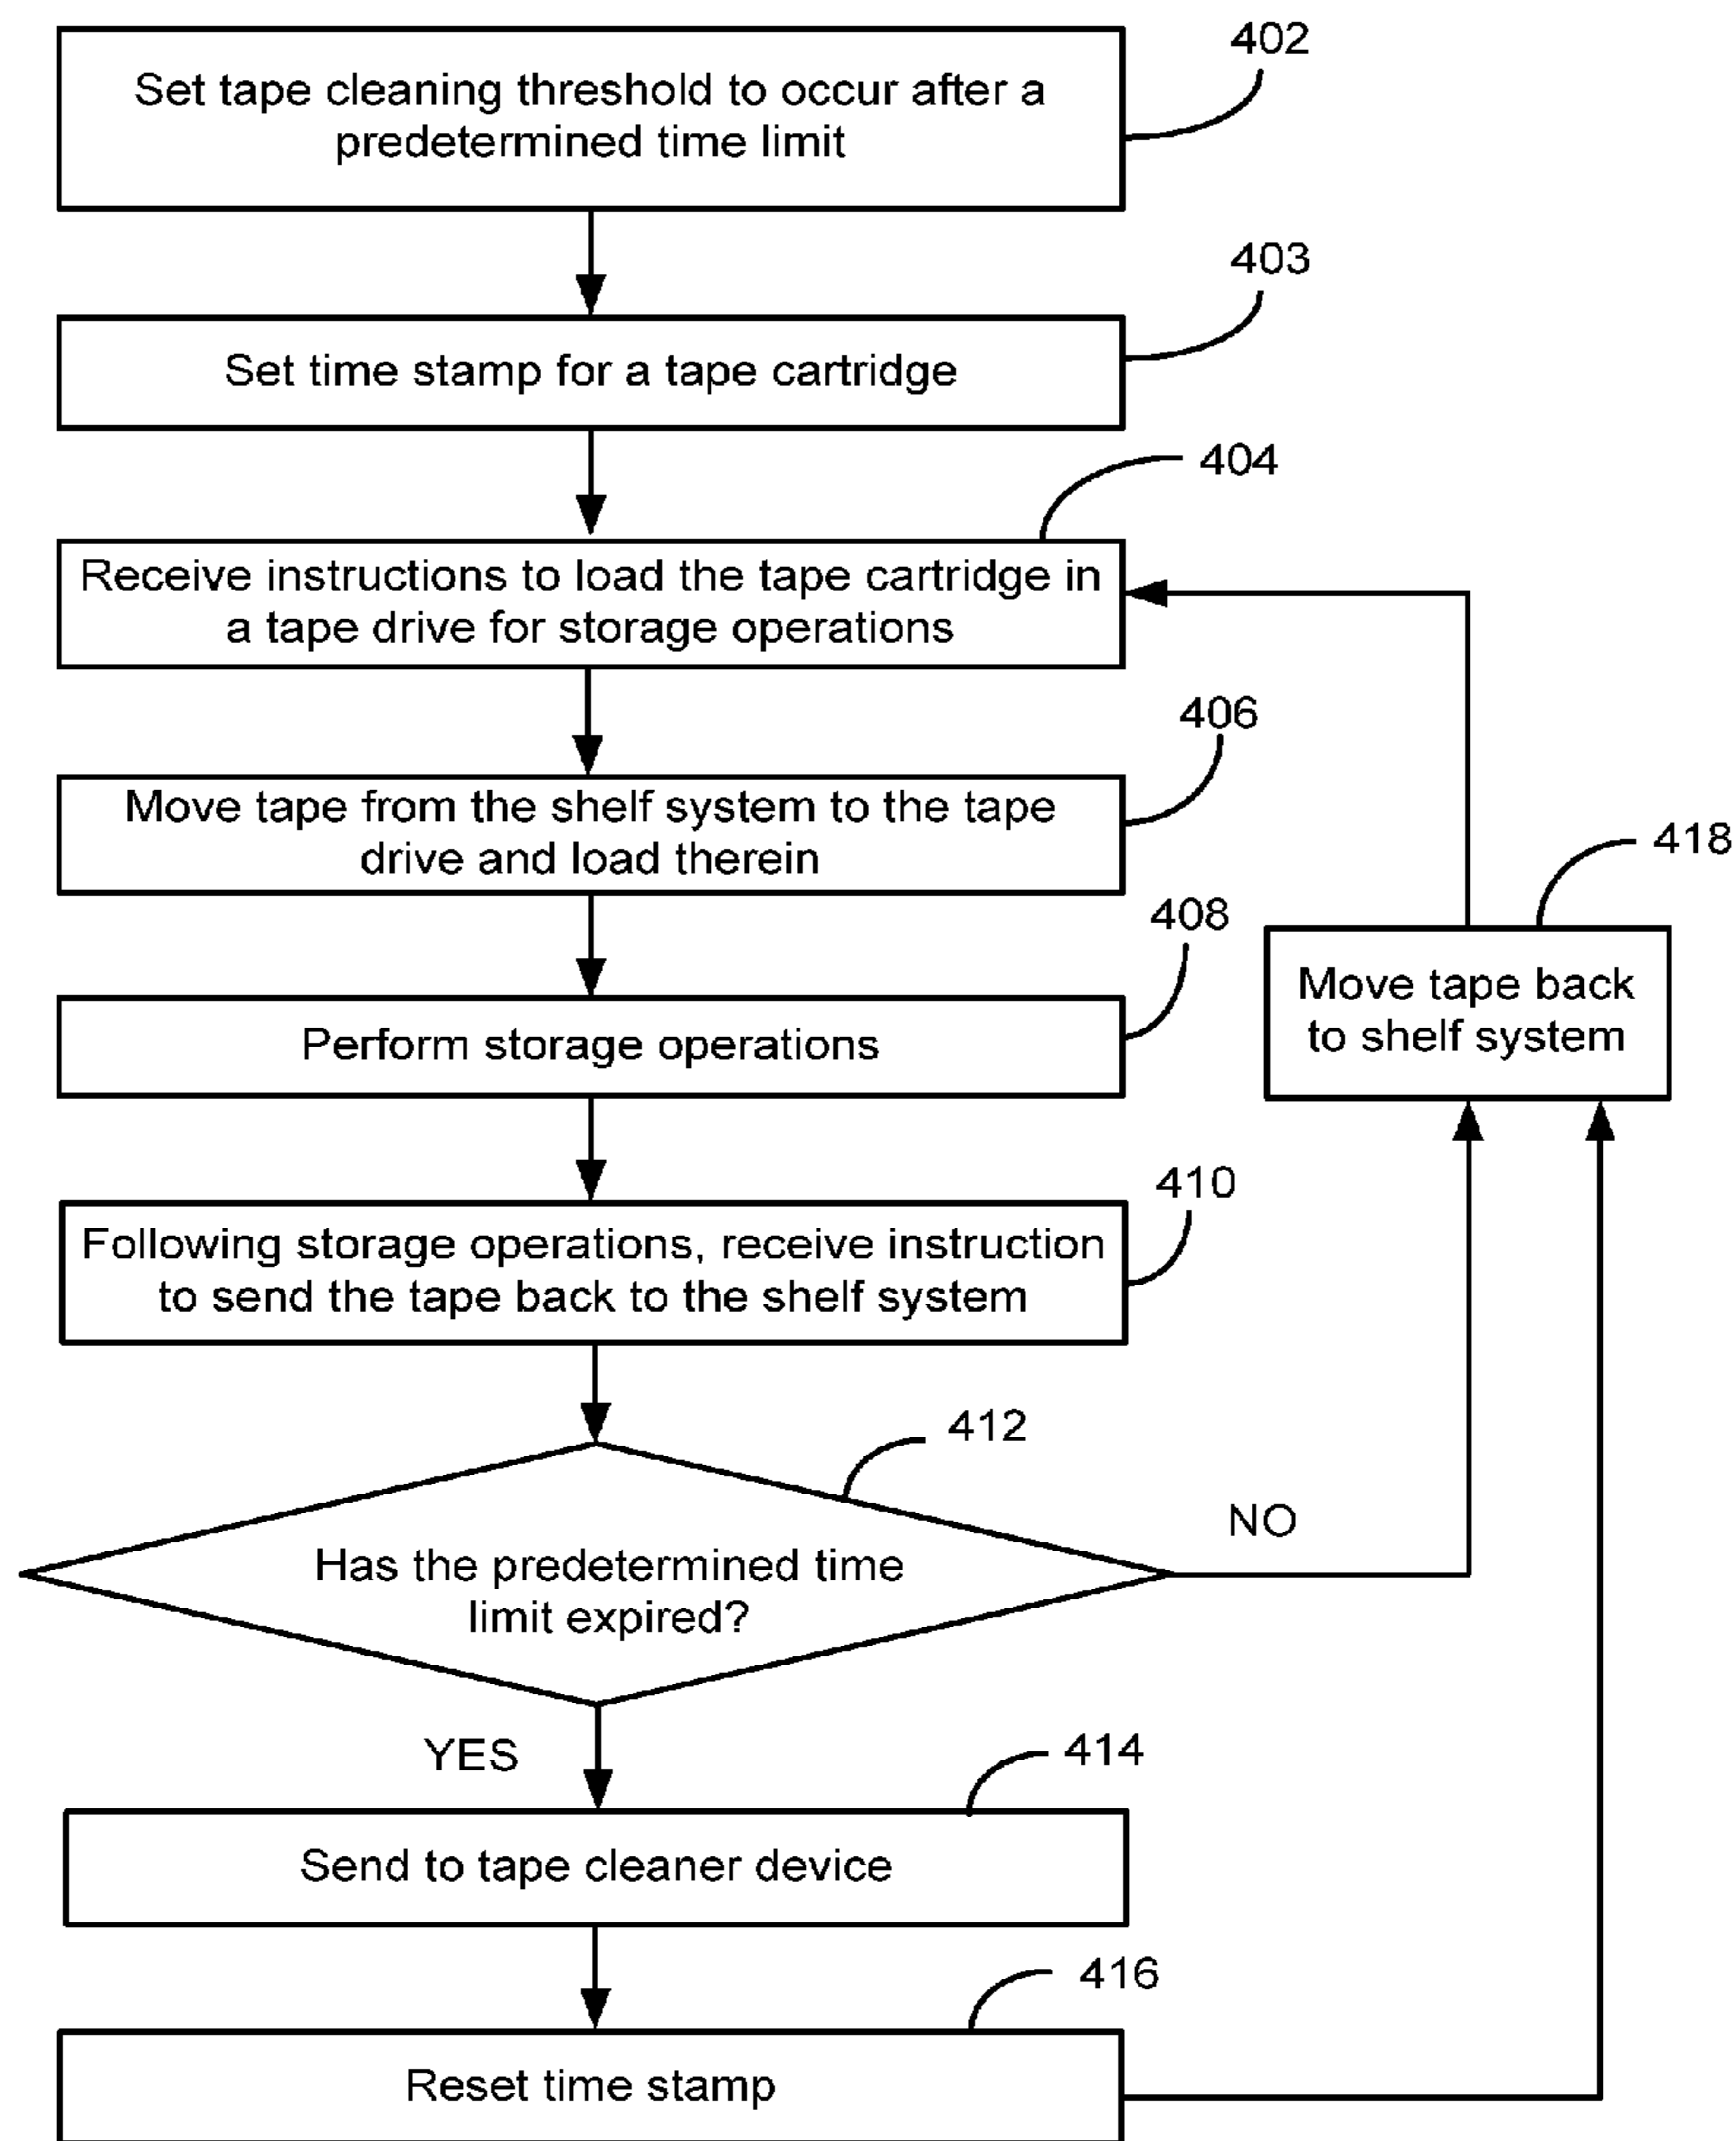 402
Set tape cleaning threshold to occur after a
predetermined time limit
403
Set time stamp for a tape cartridge
404
Receive instructions to load the tape cartridge in
a tape drive for storage operations
406
Move tape from the shelf system to the tape
drive and load therein
418
408
Move tape back
to shelf system
Perform storage operations
410
Following storage operations, receive instruction
to send the tape back to the shelf system
412
NO
Has the predetermined time
limit expired?
YES
414
Send to tape cleaner device
416
Reset time stamp